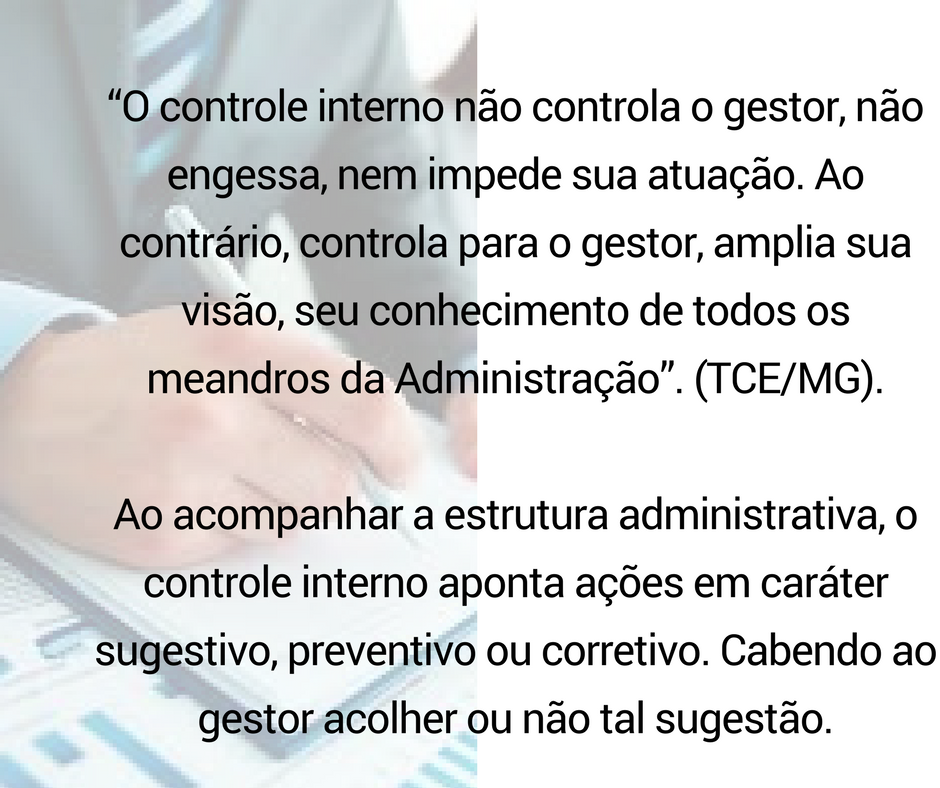 “O controle interno não controla o gestor, não
engessa, nem impede sua atuação. Ao
contrário, controla para o gestor, amplia sua
visão, seu conhecimento de todos os
meandros da Administração”. (TCE/MG).
Ao acompanhar a estrutura administrativa, o
controle interno aponta ações em caráter
sugestivo, preventivo ou corretivo. Cabendo ao
gestor acolher ou não tal sugestão.